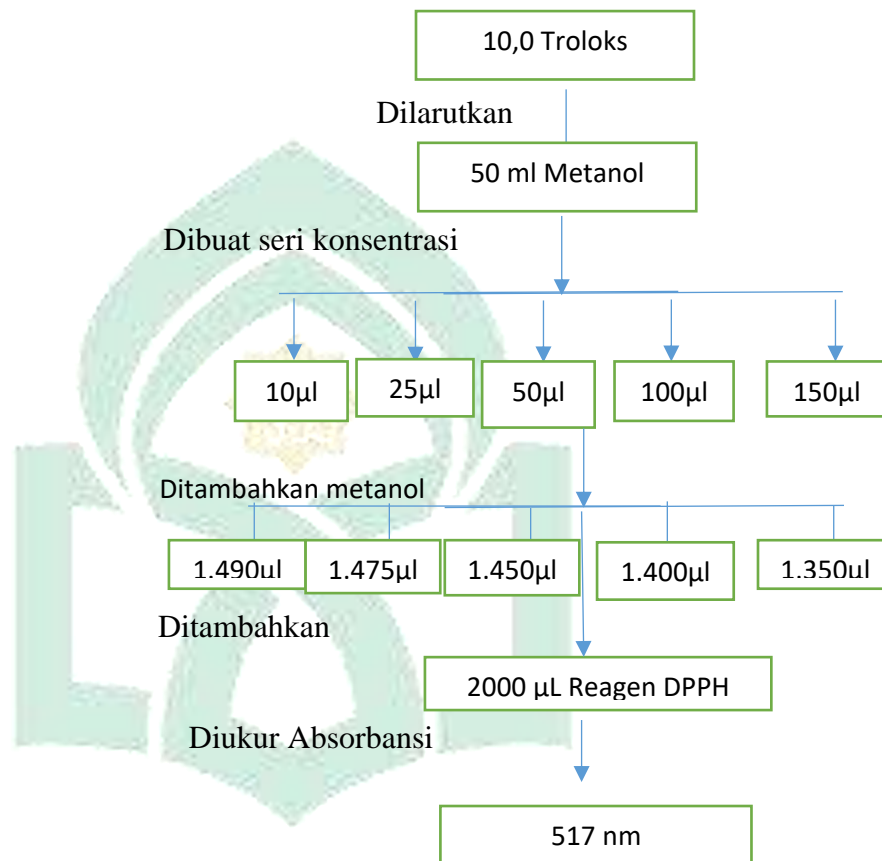 10,0 Troloks
Dilarutkan
50 ml Metanol
Dibuat seri konsentrasi
10µl 25µl 50µl 100µl 150µl
Ditambahkan metanol
1.490µl 1.475µl 1.450µl 1.400µl 1.350µl
Ditambahkan
2000 µL Reagen DPPH
Diukur Absorbansi
517 nm